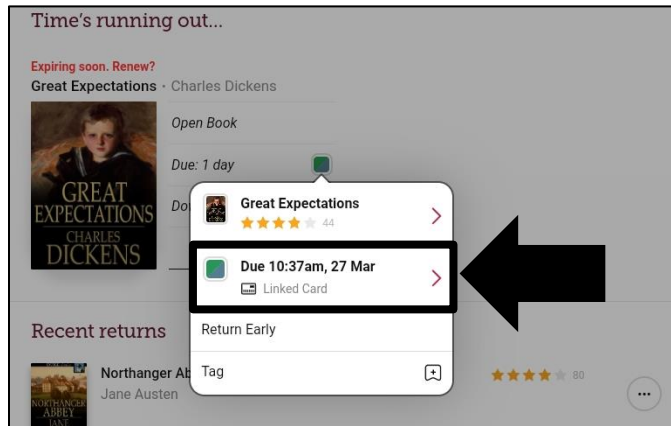 Time's running out...
Expiring soon. Renew?
Great Expectations · Charles Dickens
Open Book
Due: 1 day
GREAT
EXPECTATIONS
CHARLES
DICKENS
Great Expectations
44
Due 10:37am, 27 Mar
Linked Card
Return Early
Tag
Recent returns
Northanger
Jane Austen
80
NORTHANGER
ABBEY
JANE